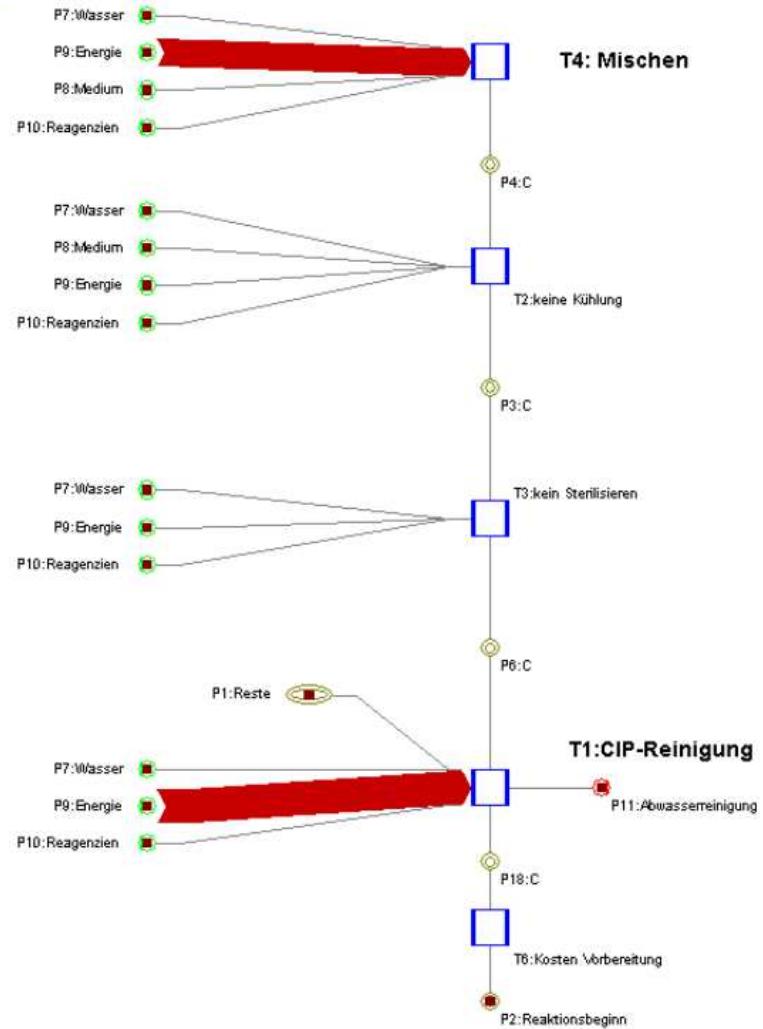 P7:Wasser
P9:Energie
T4: Mischen
P8:Medium
P10:Reagenzien
P4:C
P7:Wasser
P8:Medium
P9:Energie
T2:keine Kühlung
P10:Reagenzien
P3:C
P7:Wasser
T3:kein Sterilisieren
P9:Energie
P10:Reagenzien
P6:C
P1:Reste
T1:CIP-Reinigung
P7:Wasser
P9:Energie
P11:Abwasserreinigung
P10:Reagenzien
P18:C
T6:Kosten Vorbereitung
P2:Reaktionsbeginn